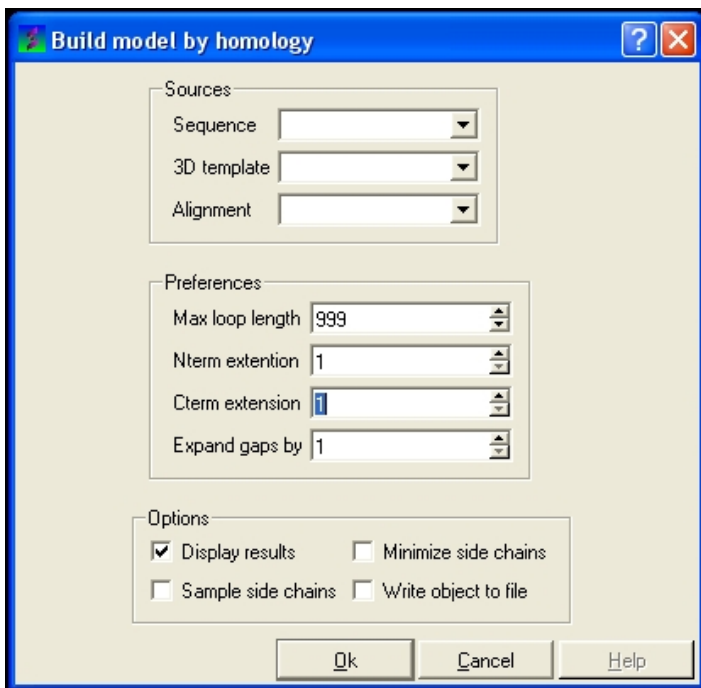 Build model by homology
Sources
Sequence
3D template
Alignment
Preferences
Max loop length 999
Nterm extention 1
Cterm extension 1
Expand gaps by 1
Options
Display results Minimize side chains
Sample side chains Write object to file
Ok Cancel Help